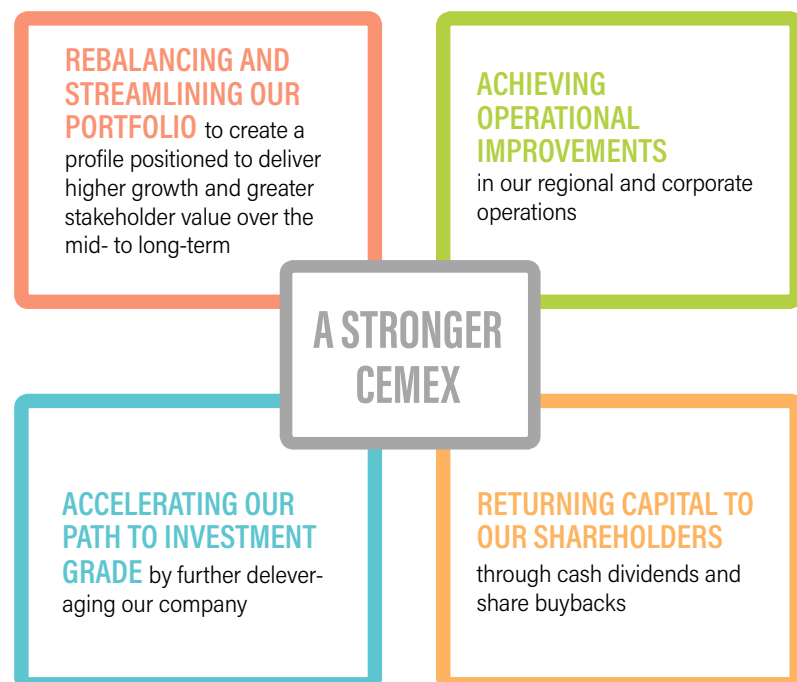 REBALANCING AND
STREAMLINING OUR
PORTFOLIO to create a
profile positioned to deliver
higher growth and greater
stakeholder value over the
mid- to long-term
ACHIEVING
OPERATIONAL
IMPROVEMENTS
in our regional and corporate
operations
A STRONGER
CEMEX
ACCELERATING OUR
PATH TO INVESTMENT
GRADE by further delever-
aging our company
RETURNING CAPITAL TO
OUR SHAREHOLDERS
through cash dividends and
share buybacks